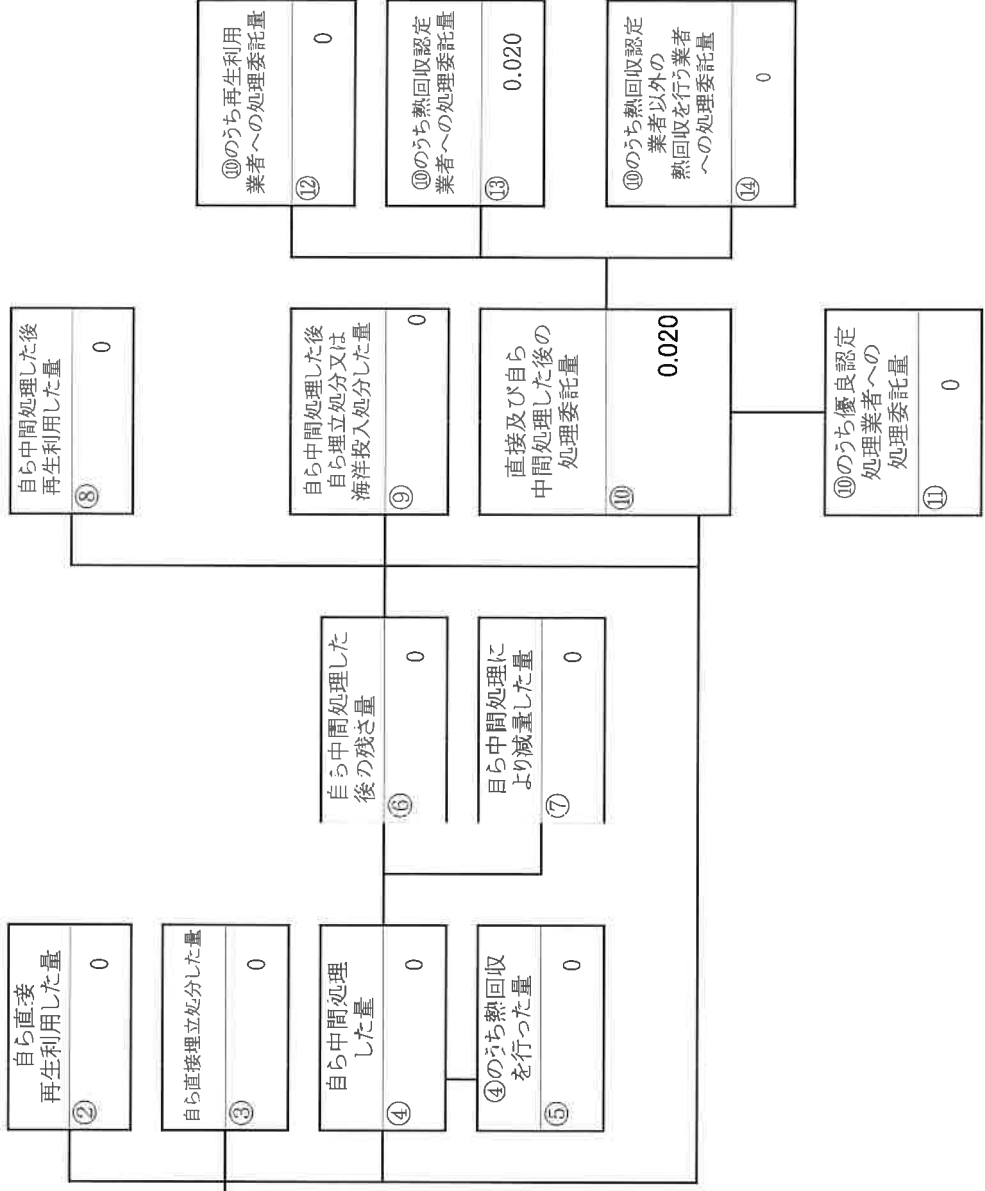 自ら直接
再生利用した量
②
0
自ら直接埋立処分した量
③
0
自ら中間処理
した量
④
0
④のうち熱回収
を行った量
⑤
0
自ら中間処理した
後の残さ量
⑥
0
自ら中間処理に
より減量した量
⑦
0
自ら中間処理した後
再生利用した量
⑧
0
自ら中間処理した後
自ら埋立処分又は
海洋投入処分した量
⑨
0
直接及び自ら
中間処理した後の
処理委託量
⑩
0.020
⑩のうち優良認定
処理業者への
処理委託量
⑪
0
⑩のうち再生利用
業者への処理委託量
⑫
0
⑩のうち熱回収認定
業者への処理委託量
⑬
0.020
⑩のうち熱回収認定
業者以外の
熱回収を行う業者
への処理委託量
⑭
0